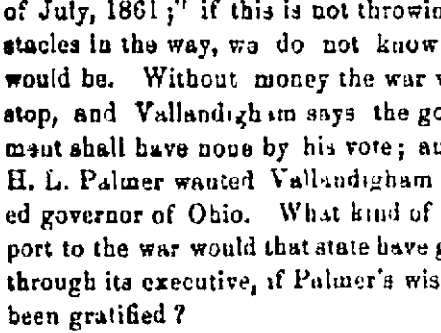 of July, 1861 ;" if this is not throwin
stacles in the way, we do not know
would be. Without money the war w
stop, and Vallandigham says the go
ment shall have none by his vote; an
H. L. Palmer wanted Vallandigham
ed governor of Ohio. What kind of
port to the war would that state have g
through its executive, if Palmer's wis
been gratified ?